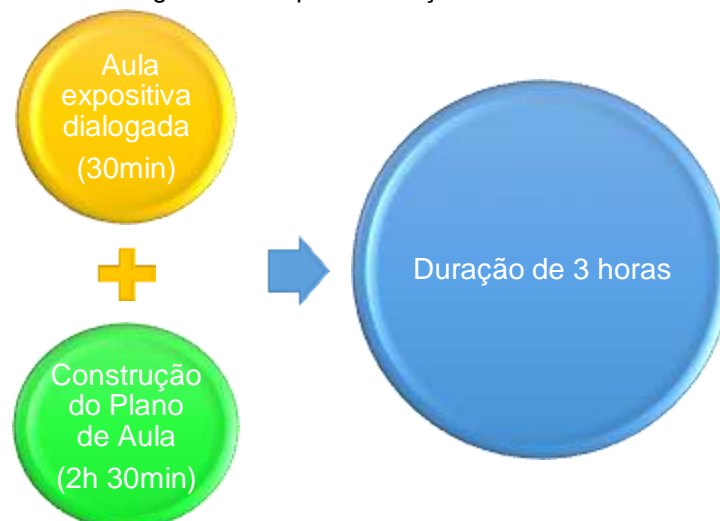 Aula
expositiva
dialogada
(30min)
Duração de 3 horas
Construção
do Plano
de Aula
(2h 30min)